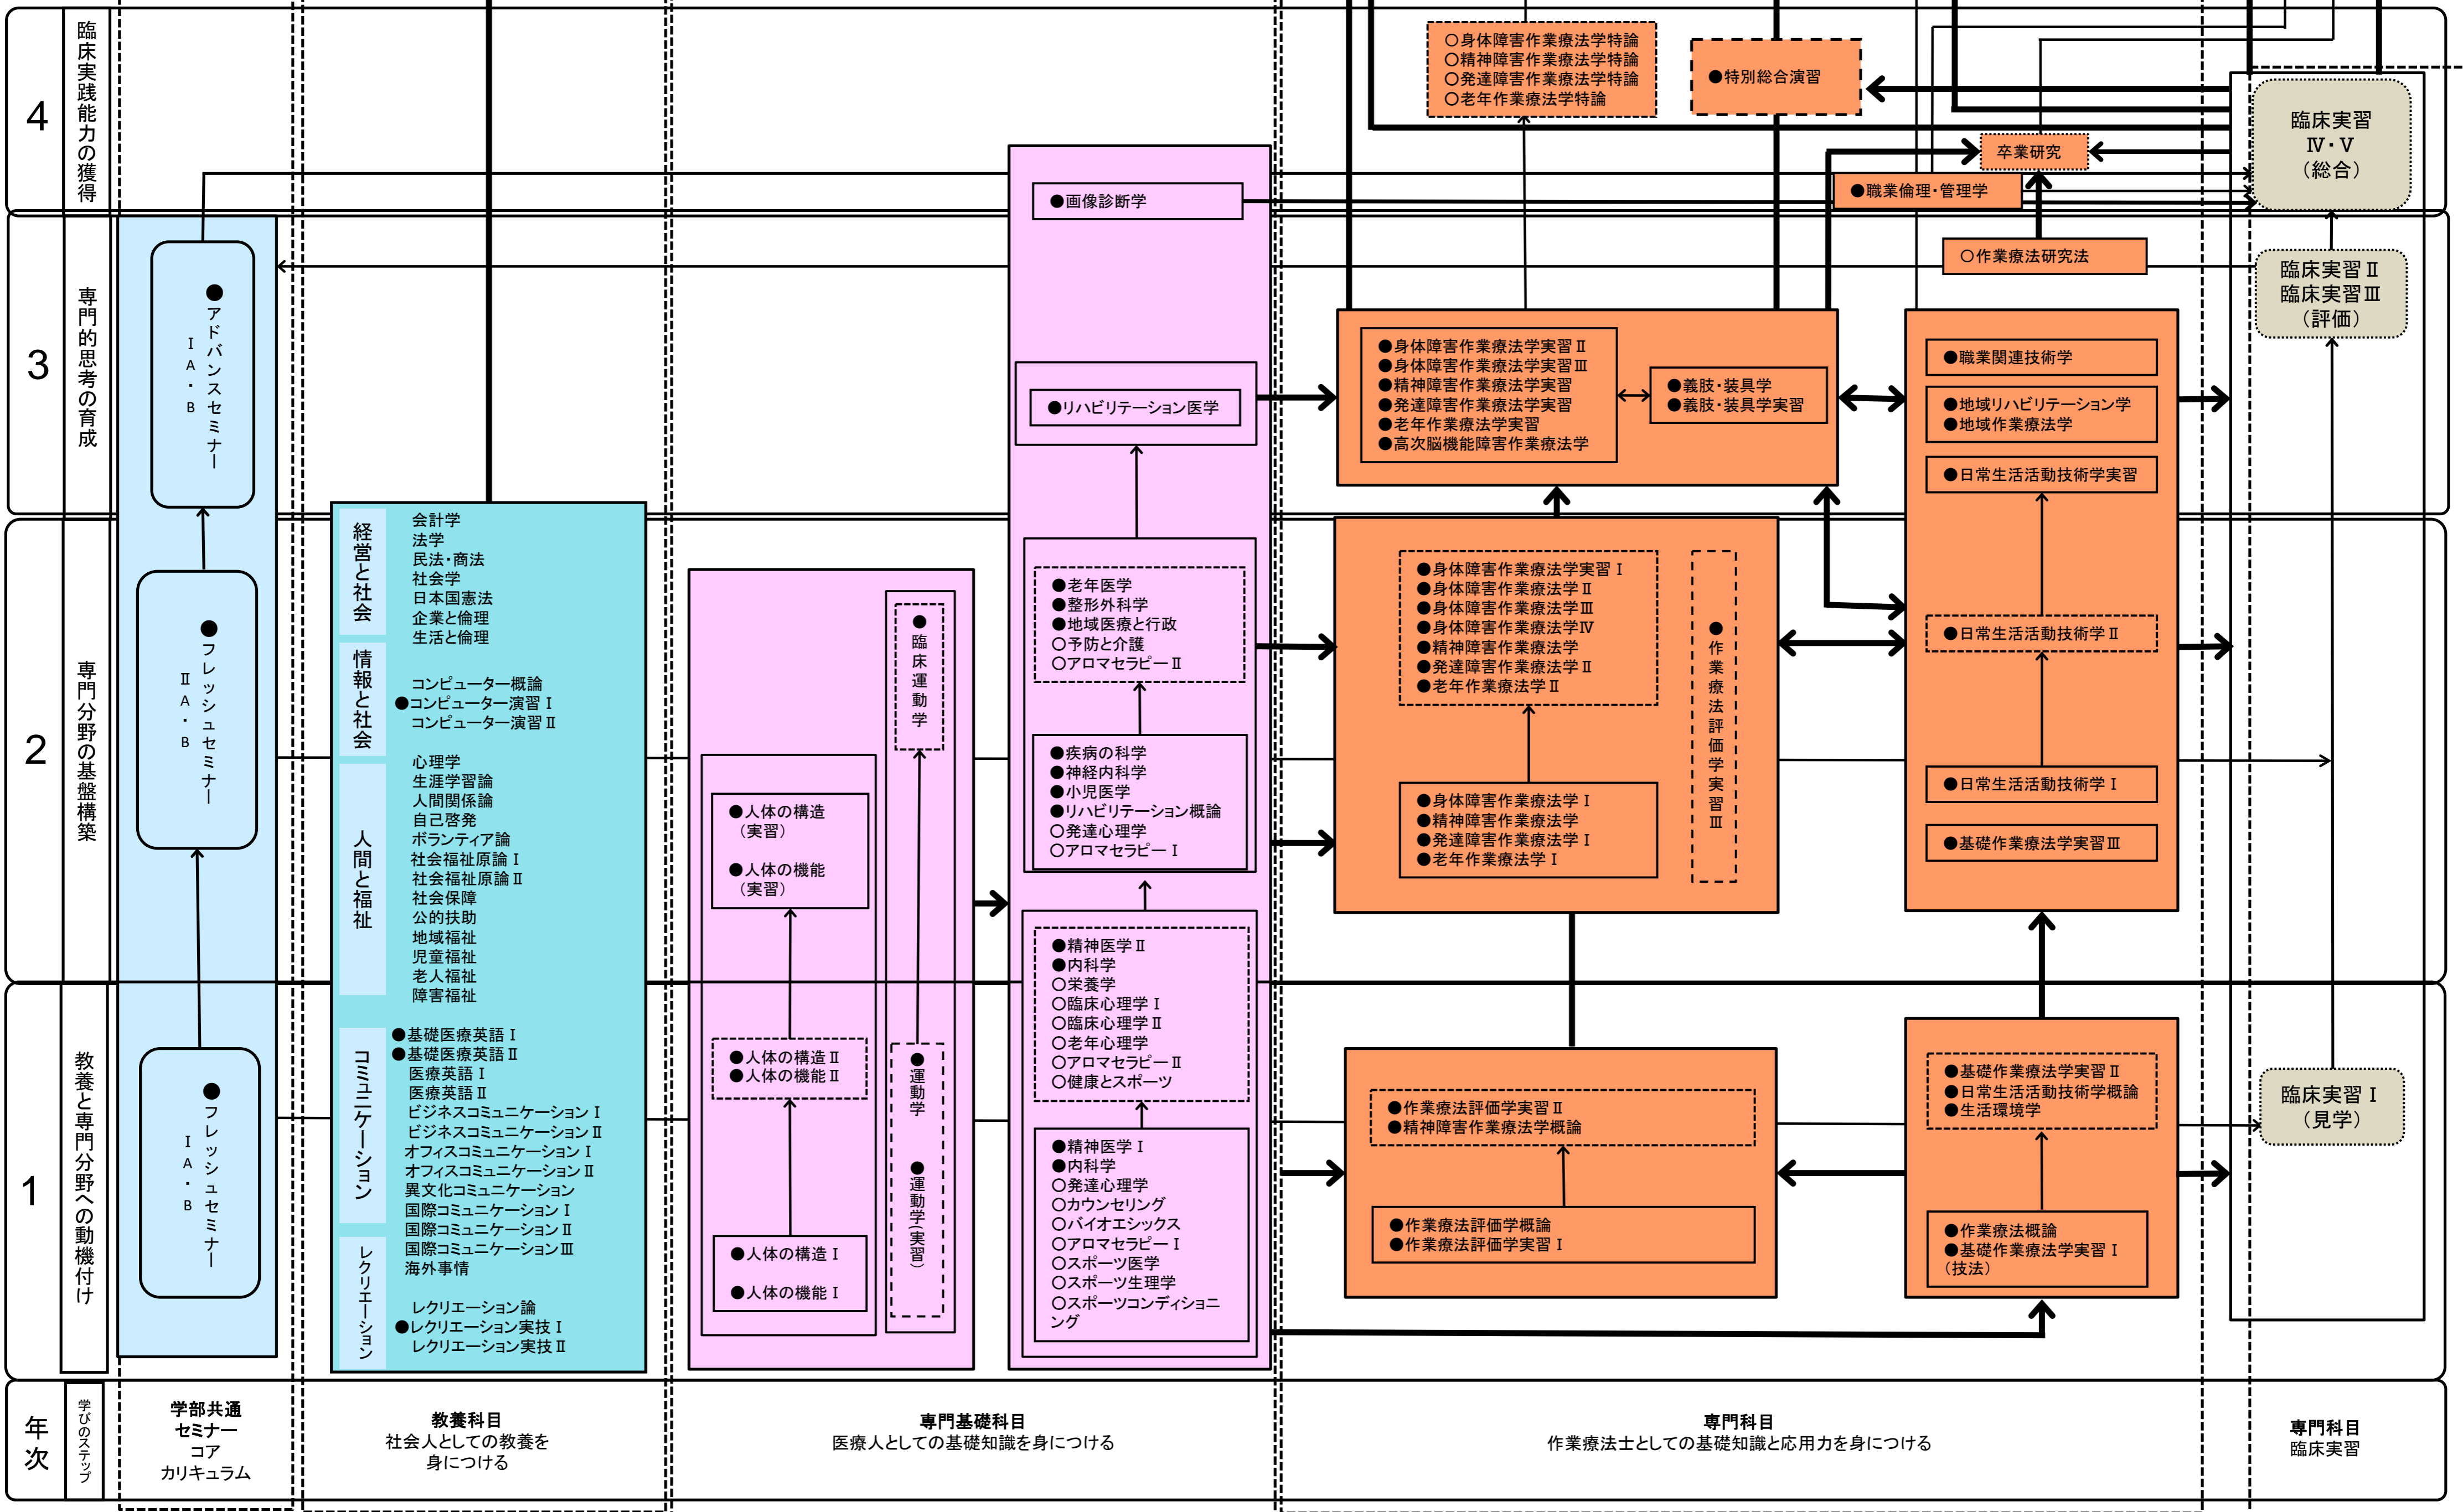 4
臨床実践能力の獲得
○身体障害作業療法学特論
○精神障害作業療法学特論
○発達障害作業療法学特論
○老年作業療法学特論
●特別総合演習
臨床実習
Ⅳ・Ⅴ
（総合）
卒業研究
●画像診断学
●職業倫理・管理学
3
専門的思考の育成
●アドバンスセミナー
ⅠA・B
○作業療法研究法
臨床実習Ⅱ
臨床実習Ⅲ
（評価）
●リハビリテーション医学
●身体障害作業療法学実習Ⅱ
●身体障害作業療法学実習Ⅲ
●精神障害作業療法学実習
●発達障害作業療法学実習
●老年作業療法学実習
●高次脳機能障害作業療法学
●義肢・装具学
●義肢・装具学実習
●職業関連技術学
●地域リハビリテーション学
●地域作業療法学
●日常生活活動技術学実習
2
専門分野の基盤構築
●フレッシュセミナー
ⅡA・B
経営と社会
会計学
法学
民法・商法
社会学
日本国憲法
企業と倫理
生活と倫理
情報と社会
コンピューター概論
●コンピューター演習Ⅰ
コンピューター演習Ⅱ
人間と福祉
心理学
生涯学習論
人間関係論
自己啓発
ボランティア論
社会福祉原論Ⅰ
社会福祉原論Ⅱ
社会保障
公的扶助
地域福祉
児童福祉
老人福祉
障害福祉
●臨床運動学
●人体の構造
（実習）
●人体の機能
（実習）
●老年医学
●整形外科学
●地域医療と行政
○予防と介護
○アロマセラピーⅡ
●疾病の科学
●神経内科学
●小児医学
●リハビリテーション概論
○発達心理学
○アロマセラピーⅠ
●身体障害作業療法学実習Ⅰ
●身体障害作業療法学Ⅱ
●身体障害作業療法学Ⅲ
●身体障害作業療法学Ⅳ
●精神障害作業療法学
●発達障害作業療法学Ⅱ
●老年作業療法学Ⅱ
●作業療法評価学実習Ⅲ
●身体障害作業療法学Ⅰ
●精神障害作業療法学
●発達障害作業療法学Ⅰ
●老年作業療法学Ⅰ
●日常生活活動技術学Ⅱ
●日常生活活動技術学Ⅰ
●基礎作業療法学実習Ⅲ
1
教養と専門分野への動機付け
●フレッシュセミナー
ⅠA・B
コミュニケーション
●基礎医療英語Ⅰ
●基礎医療英語Ⅱ
医療英語Ⅰ
医療英語Ⅱ
ビジネスコミュニケーションⅠ
ビジネスコミュニケーションⅡ
オフィスコミュニケーションⅠ
オフィスコミュニケーションⅡ
異文化コミュニケーション
国際コミュニケーションⅠ
国際コミュニケーションⅡ
国際コミュニケーションⅢ
海外事情
レクリエーション
レクリエーション論
●レクリエーション実技Ⅰ
レクリエーション実技Ⅱ
●人体の構造Ⅱ
●人体の機能Ⅱ
●人体の構造Ⅰ
●人体の機能Ⅰ
●運動学
●運動学（実習）
●精神医学Ⅱ
●内科学
○栄養学
○臨床心理学Ⅰ
○臨床心理学Ⅱ
○老年心理学
○アロマセラピーⅡ
○健康とスポーツ
●精神医学Ⅰ
●内科学
○発達心理学
○カウンセリング
○バイオエシックス
○アロマセラピーⅠ
○スポーツ医学
○スポーツ生理学
○スポーツコンディショニ
ング
●作業療法評価学実習Ⅱ
●精神障害作業療法学概論
●作業療法評価学概論
●作業療法評価学実習Ⅰ
●基礎作業療法学実習Ⅱ
●日常生活活動技術学概論
●生活環境学
●作業療法概論
●基礎作業療法学実習Ⅰ
（技法）
臨床実習Ⅰ
（見学）
年次
学びのステップ
学部共通
セミナー
コア
カリキュラム
教養科目
社会人としての教養を
身につける
専門基礎科目
医療人としての基礎知識を身につける
専門科目
作業療法士としての基礎知識と応用力を身につける
専門科目
臨床実習